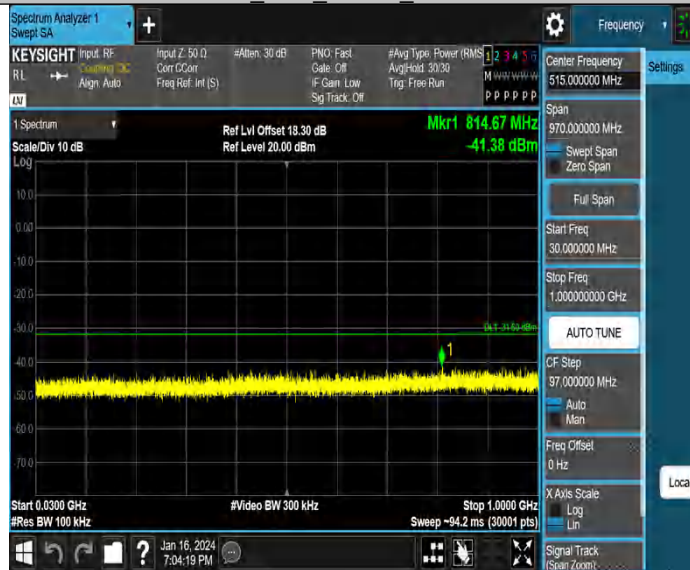 Spectrum Analyzer 1
Swept SA
Frequency
KEYSIGHT Input: RF
RL
Coupling: DC
Align: Auto
Input Z: 50 Ω
Corr CCorr
Freq Ref: Int (S)
#Atten: 30 dB
PNO: Fast
Gate: Off
IF Gain: Low
Sig Track: Off
#Avg Type: Power (RMS
Avg|Hold: 30/30
Trig: Free Run
1 2 3 4 5 6
M W W W W W
P P P P P P
LXI
Center Frequency
515.000000 MHz
Settings
Span
970.000000 MHz
Swept Span
Zero Span
Full Span
Start Freq
30.000000 MHz
Stop Freq
1.000000000 GHz
AUTO TUNE
CF Step
97.000000 MHz
Auto
Man
Freq Offset
0 Hz
X Axis Scale
Log
Lin
Signal Track
(Span Zoom)
Loca
1 Spectrum
Scale/Div 10 dB
Ref Lvl Offset 18.30 dB
Ref Level 20.00 dBm
Mkr1 814.67 MHz
-41.38 dBm
Log
10.0
0.00
-10.0
-20.0
-30.0
-40.0
-50.0
-60.0
-70.0
1
Start 0.0300 GHz
#Res BW 100 kHz
#Video BW 300 kHz
Stop 1.0000 GHz
Sweep ~94.2 ms (30001 pts)
?
Jan 16, 2024
7:04:19 PM